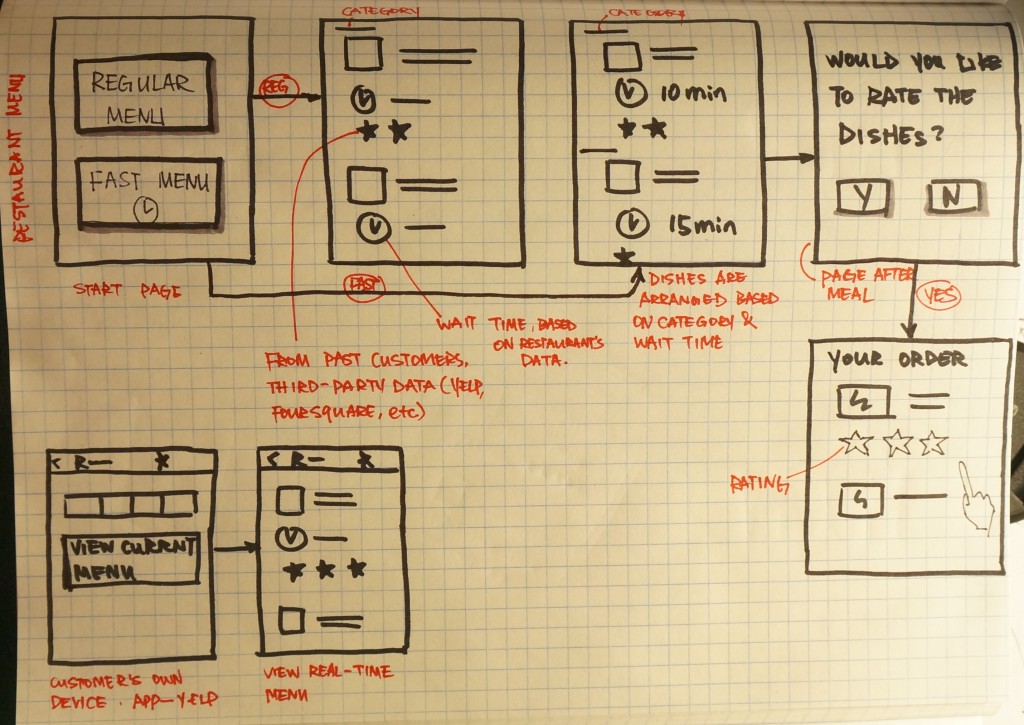 RESTAURANT MENU
REGULAR
MENU
FAST MENU
START PAGE
REG
CATEGORY
FAST
CATEGORY
10 min
15 min
WOULD YOU LIKE
TO RATE THE
DISHES?
Y
N
PAGE AFTER
MEAL
YES
DISHES ARE
ARRANGED BASED
ON CATEGORY &
WAIT TIME
WAIT TIME, BASED
ON RESTAURANT'S
DATA.
FROM PAST CUSTOMERS,
THIRD-PARTY DATA (YELP,
FOURSQUARE, etc)
YOUR ORDER
RATING
< R
VIEW CURRNT
MENU
CUSTOMER'S OWN
DEVICE. APP-YELP
< R
VIEW REAL-TIME
MENU